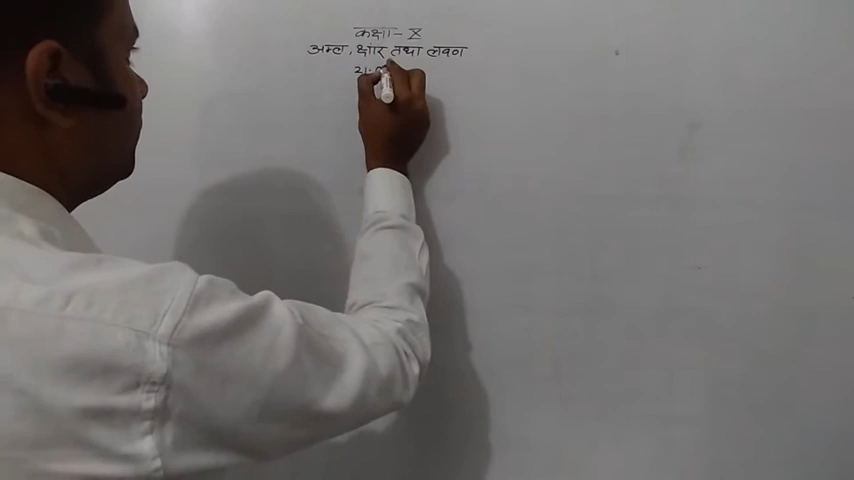 कक्षा - X
अम्ल, क्षार तथा लवण